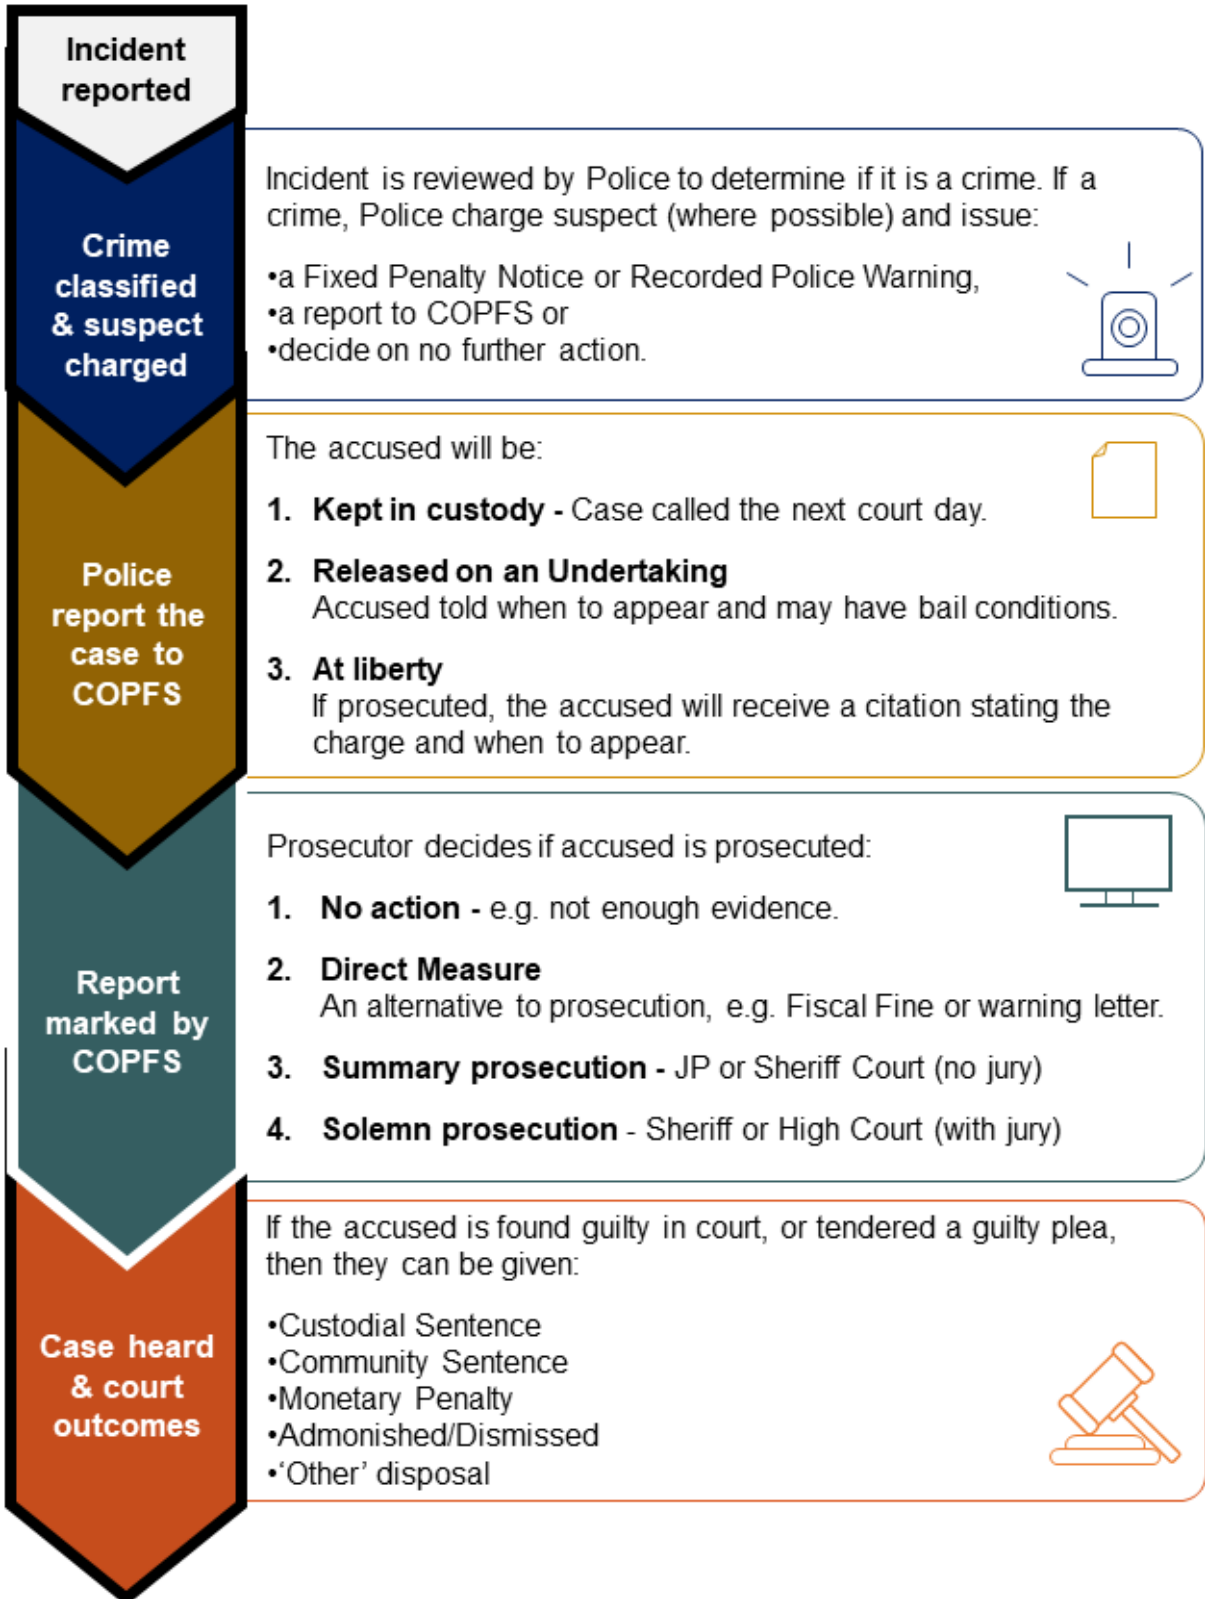 Incident
reported
Crime
classified
& suspect
charged
Incident is reviewed by Police to determine if it is a crime. If a
crime, Police charge suspect (where possible) and issue:
•a Fixed Penalty Notice or Recorded Police Warning,
•a report to COPFS or
•decide on no further action.
Police
report the
case to
COPFS
The accused will be:
1. Kept in custody - Case called the next court day.
2. Released on an Undertaking
Accused told when to appear and may have bail conditions.
3. At liberty
If prosecuted, the accused will receive a citation stating the
charge and when to appear.
Report
marked by
COPFS
Prosecutor decides if accused is prosecuted:
1. No action - e.g. not enough evidence.
2. Direct Measure
An alternative to prosecution, e.g. Fiscal Fine or warning letter.
3. Summary prosecution - JP or Sheriff Court (no jury)
4. Solemn prosecution - Sheriff or High Court (with jury)
Case heard
& court
outcomes
If the accused is found guilty in court, or tendered a guilty plea,
then they can be given:
•Custodial Sentence
•Community Sentence
•Monetary Penalty
•Admonished/Dismissed
•‘Other’ disposal